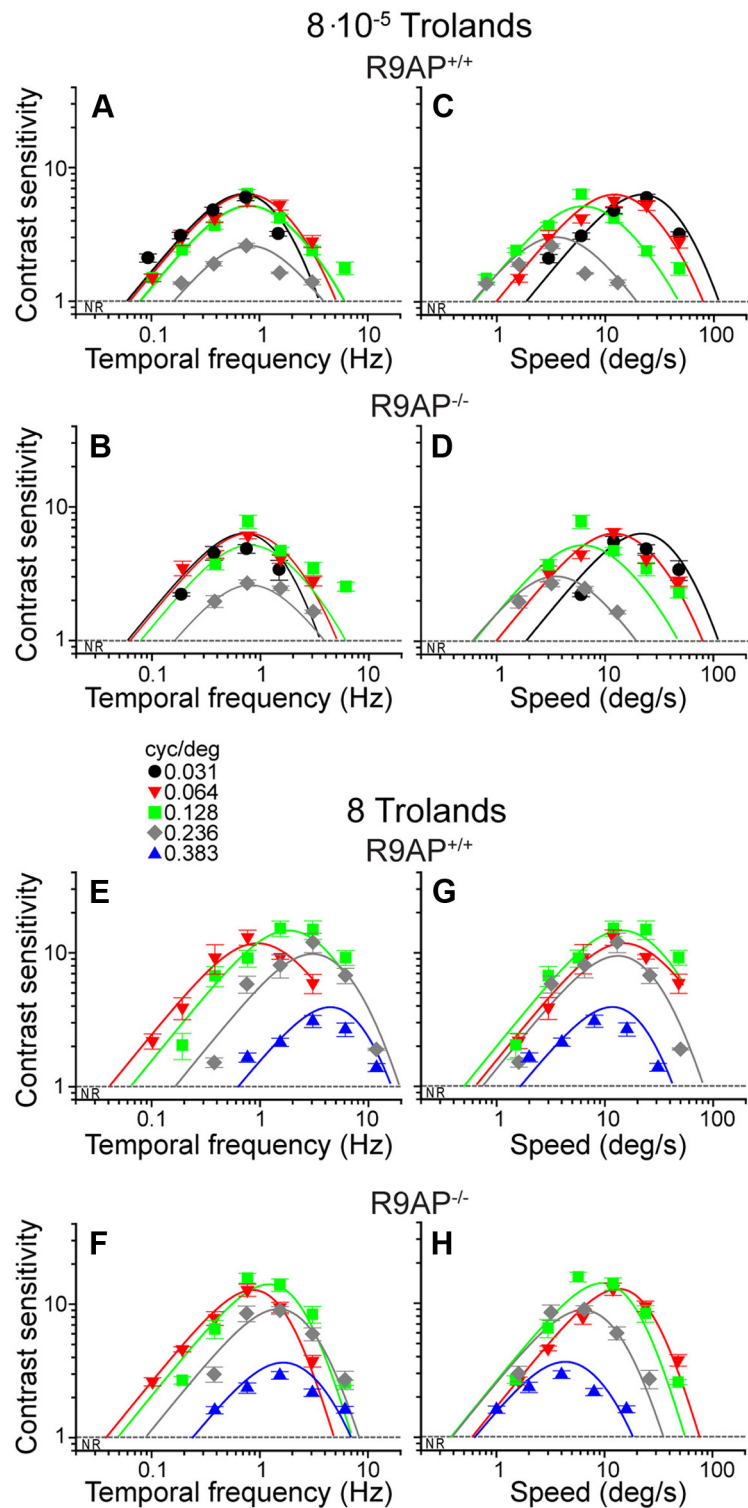 8·10⁻⁵ Trolands
R9AP⁺/⁺
A
C
Contrast sensitivity
10
1
NR
NR
0.1 1 10
1 10 100
Temporal frequency (Hz)
Speed (deg/s)
R9AP⁻/⁻
B
D
Contrast sensitivity
10
1
NR
NR
0.1 1 10
1 10 100
Temporal frequency (Hz)
Speed (deg/s)
cyc/deg
0.031
0.064
0.128
0.236
0.383
8 Trolands
R9AP⁺/⁺
E
G
Contrast sensitivity
10
1
NR
NR
0.1 1 10
1 10 100
Temporal frequency (Hz)
Speed (deg/s)
R9AP⁻/⁻
F
H
Contrast sensitivity
10
1
NR
NR
0.1 1 10
1 10 100
Temporal frequency (Hz)
Speed (deg/s)